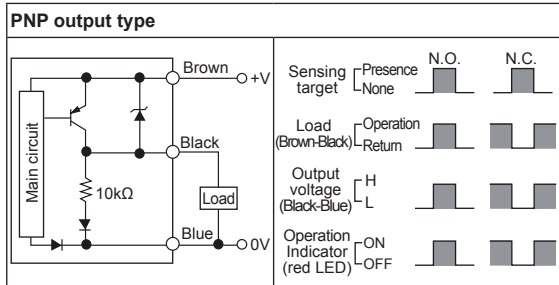 PNP output type
Main circuit
Brown
+V
Black
10kΩ
Load
Blue
0V
N.O.
N.C.
Sensing target
Presence
None
Load
(Brown-Black)
Operation
Return
Output voltage
(Black-Blue)
H
L
Operation Indicator
(red LED)
ON
OFF